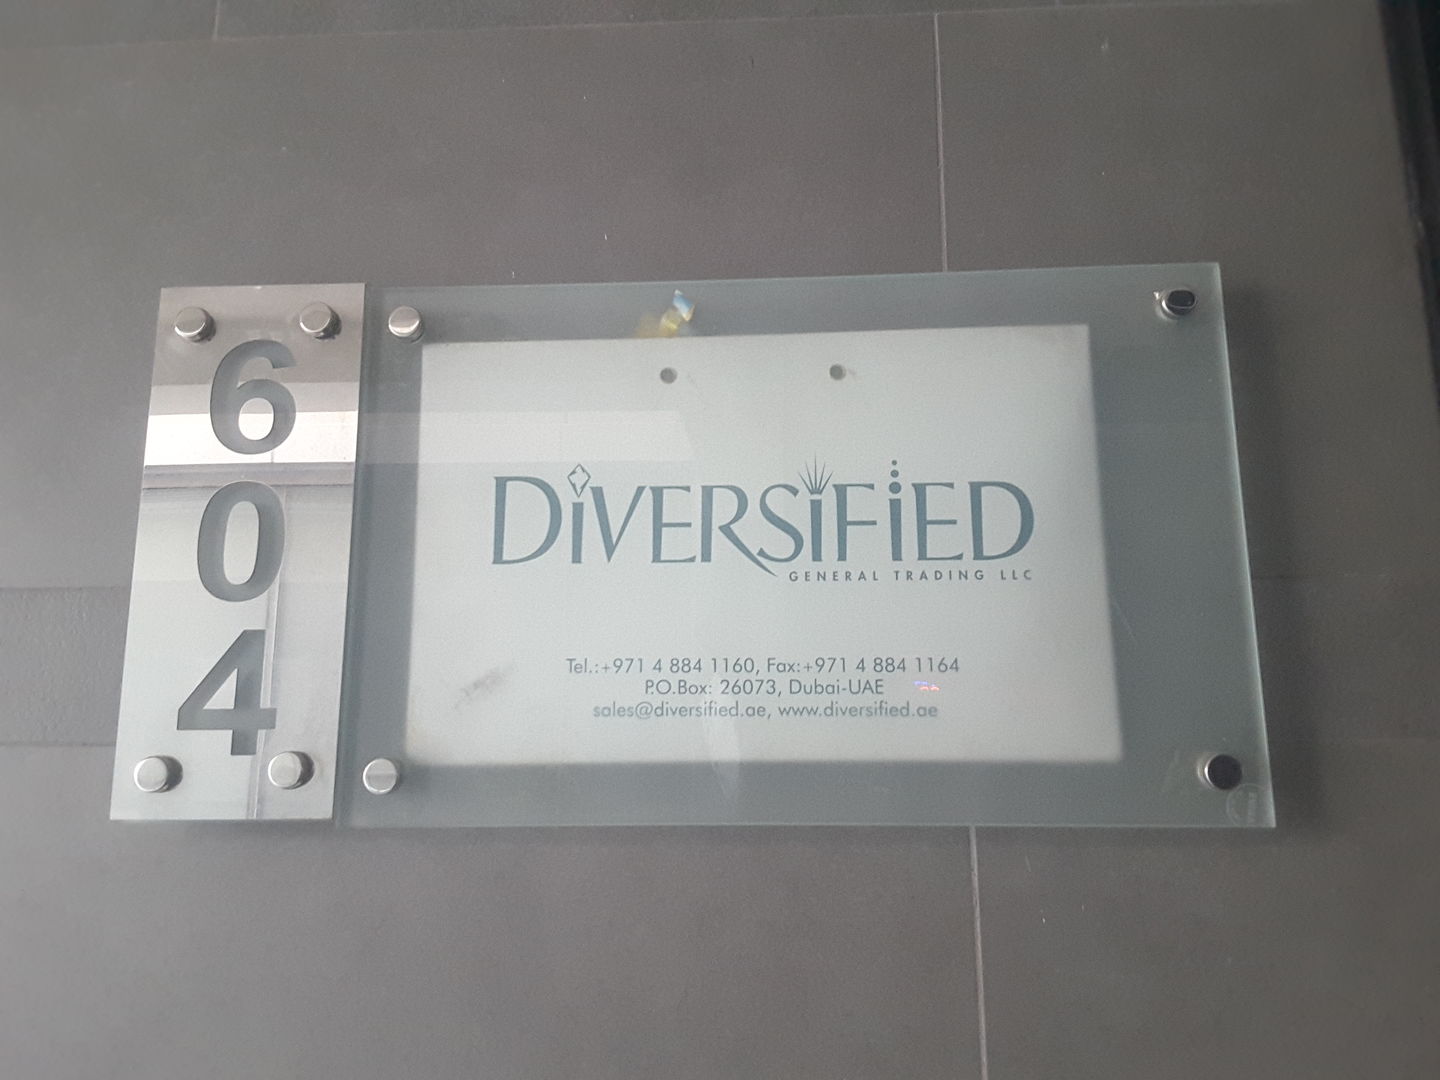 604
DiVERSiFiED
GENERAL TRADING LLC
Tel.:+971 4 884 1160, Fax:+971 4 884 1164
P.O.Box: 26073, Dubai-UAE
sales@diversified.ae, www.diversified.ae